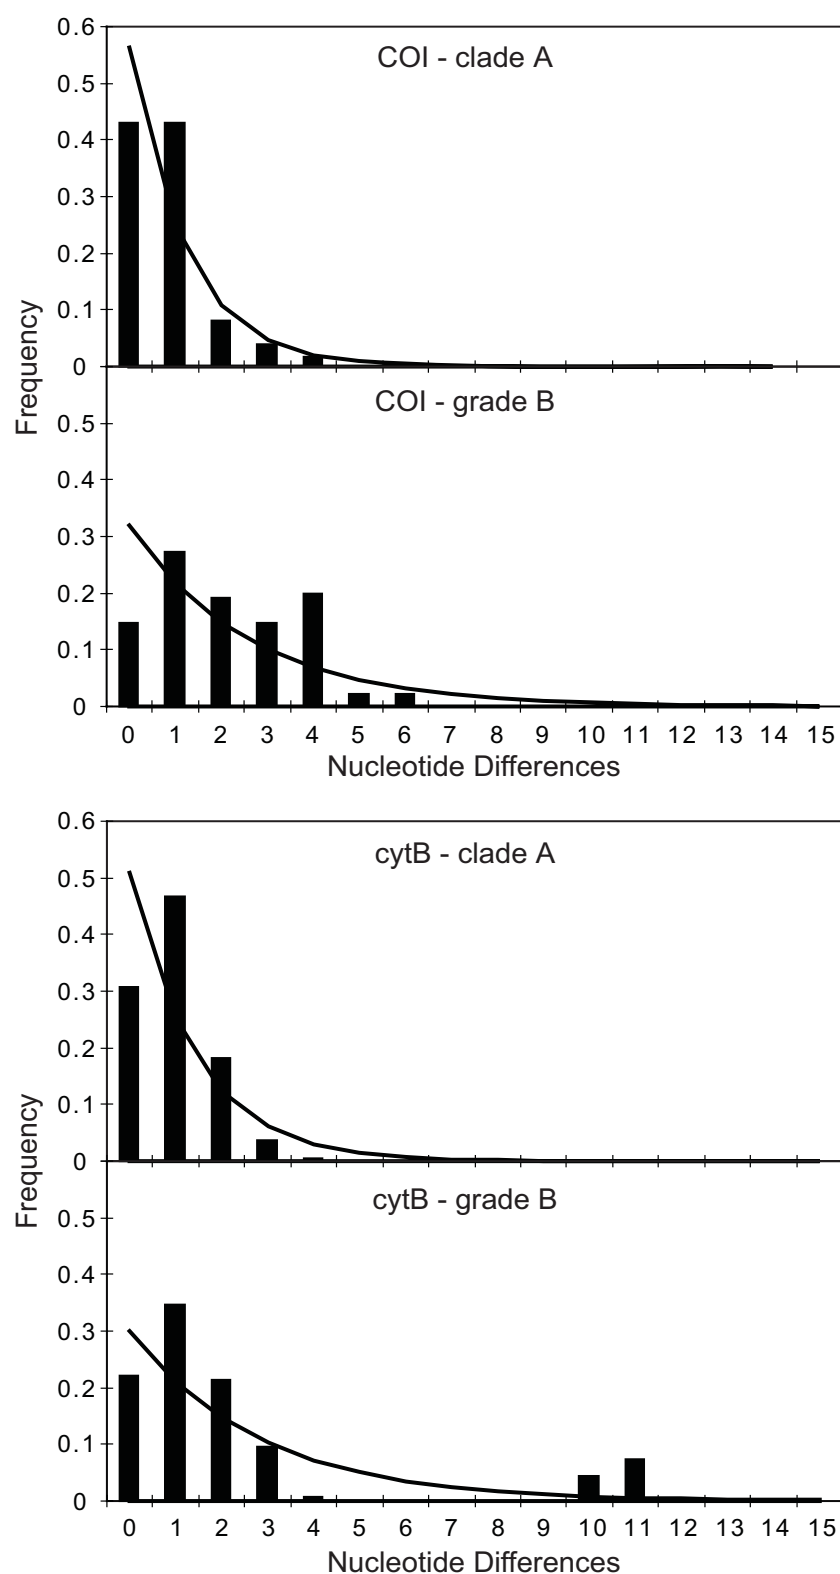 0.6
COI - clade A
0.5
0.4
0.3
0.2
0.1
0
Frequency
COI - grade B
0.5
0.4
0.3
0.2
0.1
0
0 1 2 3 4 5 6 7 8 9 10 11 12 13 14 15
Nucleotide Differences
0.6
cytB - clade A
0.5
0.4
0.3
0.2
0.1
0
Frequency
cytB - grade B
0.5
0.4
0.3
0.2
0.1
0
0 1 2 3 4 5 6 7 8 9 10 11 12 13 14 15
Nucleotide Differences